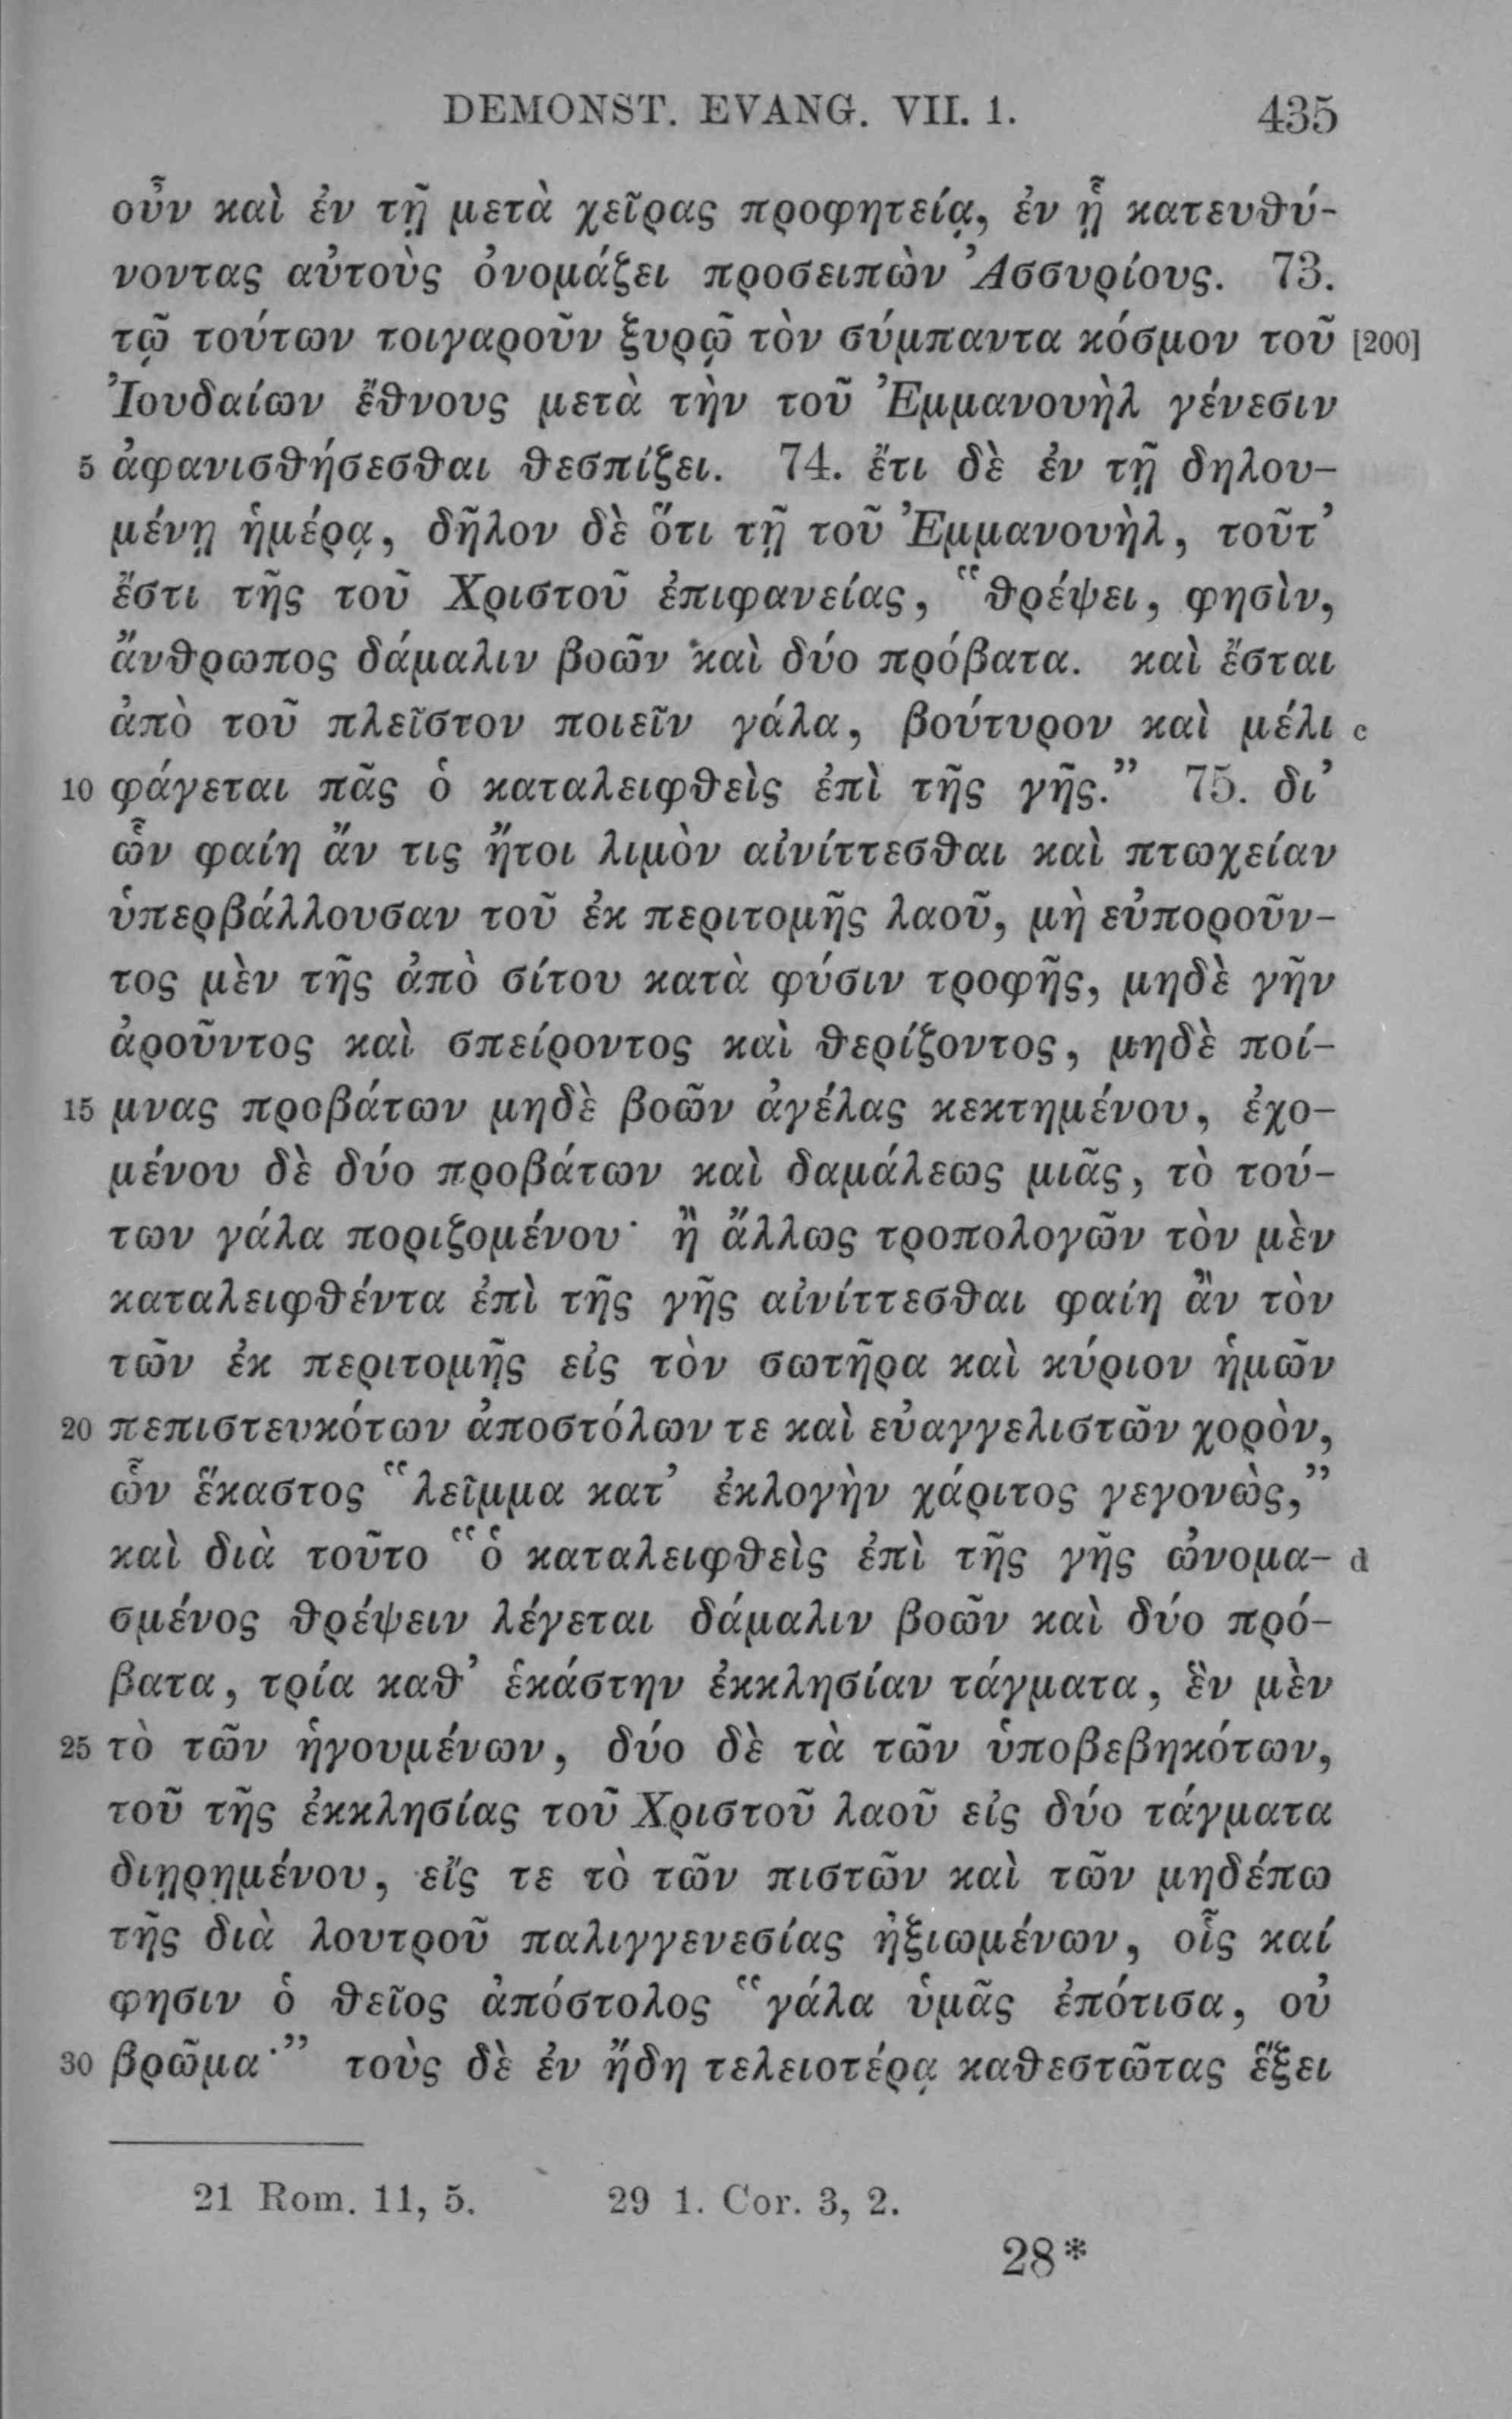 DEMONST. EVANG. VII. 1. 435
οὖν καὶ ἐν τῇ μετὰ χεῖρας προφητείᾳ, ἐν ᾗ κατευθύ-
νοντας αὐτοὺς ὀνομάζει προσειπὼν Ἀσσυρίους. 73.
τῷ τούτων τοιγαροῦν ξυρῷ τὸν σύμπαντα κόσμον τοῦ [200]
Ἰουδαίων ἔθνους μετὰ τὴν τοῦ Ἐμμανουὴλ γένεσιν
5 ἀφανισθήσεσθαι θεσπίζει. 74. ἔτι δὲ ἐν τῇ δηλου-
μένῃ ἡμέρᾳ, δῆλον δὲ ὅτι τῇ τοῦ Ἐμμανουὴλ, τοῦτ’
ἔστι τῆς τοῦ Χριστοῦ ἐπιφανείας, “θρέψει, φησὶν,
ἄνθρωπος δάμαλιν βοῶν καὶ δύο πρόβατα. καὶ ἔσται
ἀπὸ τοῦ πλεῖστον ποιεῖν γάλα, βούτυρον καὶ μέλι c
10 φάγεται πᾶς ὁ καταλειφθεὶς ἐπὶ τῆς γῆς.” 75. δι’
ὧν φαίη ἄν τις ἤτοι λιμὸν αἰνίττεσθαι καὶ πτωχείαν
ὑπερβάλλουσαν τοῦ ἐκ περιτομῆς λαοῦ, μὴ εὐποροῦν-
τος μὲν τῆς ἀπὸ σίτου κατὰ φύσιν τροφῆς, μηδὲ γῆν
ἀροῦντος καὶ σπείροντος καὶ θερίζοντος, μηδὲ ποί-
15 μνας προβάτων μηδὲ βοῶν ἀγέλας κεκτημένου, ἐχο-
μένου δὲ δύο προβάτων καὶ δαμάλεως μιᾶς, τὸ τού-
των γάλα ποριζομένου· ἢ ἄλλως τροπολογῶν τὸν μὲν
καταλειφθέντα ἐπὶ τῆς γῆς αἰνίττεσθαι φαίη ἂν τὸν
τῶν ἐκ περιτομῆς εἰς τὸν σωτῆρα καὶ κύριον ἡμῶν
20 πεπιστευκότων ἀποστόλων τε καὶ εὐαγγελιστῶν χορὸν,
ὧν ἕκαστος “λεῖμμα κατ’ ἐκλογὴν χάριτος γεγονὼς,”
καὶ διὰ τοῦτο “ὁ καταλειφθεὶς ἐπὶ τῆς γῆς ὠνομα- d
σμένος θρέψειν λέγεται δάμαλιν βοῶν καὶ δύο πρό-
βατα, τρία καθ’ ἑκάστην ἐκκλησίαν τάγματα, ἓν μὲν
25 τὸ τῶν ἡγουμένων, δύο δὲ τὰ τῶν ὑποβεβηκότων,
τοῦ τῆς ἐκκλησίας τοῦ Χριστοῦ λαοῦ εἰς δύο τάγματα
διῃρημένου, εἴς τε τὸ τῶν πιστῶν καὶ τῶν μηδέπω
τῆς διὰ λουτροῦ παλιγγενεσίας ἠξιωμένων, οἷς καί
φησιν ὁ θεῖος ἀπόστολος “γάλα ὑμᾶς ἐπότισα, οὐ
30 βρῶμα·” τοὺς δὲ ἐν ἤδη τελειοτέρᾳ καθεστῶτας ἕξει
21 Rom. 11, 5. 29 1. Cor. 3, 2.
28*